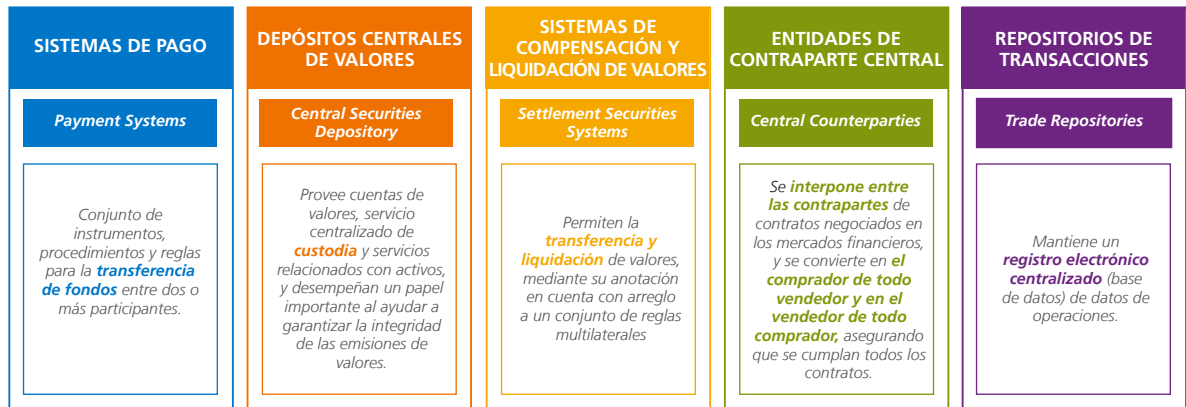 SISTEMAS DE PAGO
Payment Systems
Conjunto de
instrumentos,
procedimientos y reglas
para la transferencia
de fondos entre dos o
más participantes.
DEPÓSITOS CENTRALES
DE VALORES
Central Securities
Depository
Provee cuentas de
valores, servicio
centralizado de
custodia y servicios
relacionados con activos,
y desempeñan un papel
importante al ayudar a
garantizar la integridad
de las emisiones de
valores.
SISTEMAS DE
COMPENSACIÓN Y
LIQUIDACIÓN DE VALORES
Settlement Securities
Systems
Permiten la
transferencia y
liquidación de valores,
mediante su anotación
en cuenta con arreglo
a un conjunto de reglas
multilaterales
ENTIDADES DE
CONTRAPARTE CENTRAL
Central Counterparties
Se interpone entre
las contrapartes de
contratos negociados en
los mercados financieros,
y se convierte en el
comprador de todo
vendedor y en el
vendedor de todo
comprador, asegurando
que se cumplan todos los
contratos.
REPOSITORIOS DE
TRANSACCIONES
Trade Repositories
Mantiene un
registro electrónico
centralizado (base
de datos) de datos de
operaciones.